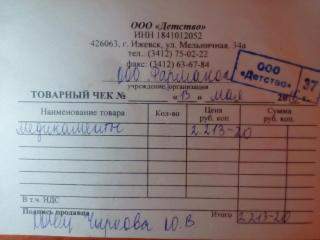 ООО «Детство»
ИНН 1841012052
426063, г. Ижевск, ул. Мельничная 34а
тел.: (3412) 75-02-22
факс: (3412) 63-67-84
ООО
учреждение, организация
ООО «Детство» 37
ТОВАРНЫЙ ЧЕК № « 13 » мая
Наименование товара Кол-во Цена руб. коп. Сумма руб. коп.
медикаменты 2213-20
В т.ч. НДС
Подпись продавца Чиркова Ю.В Итого 2213-20